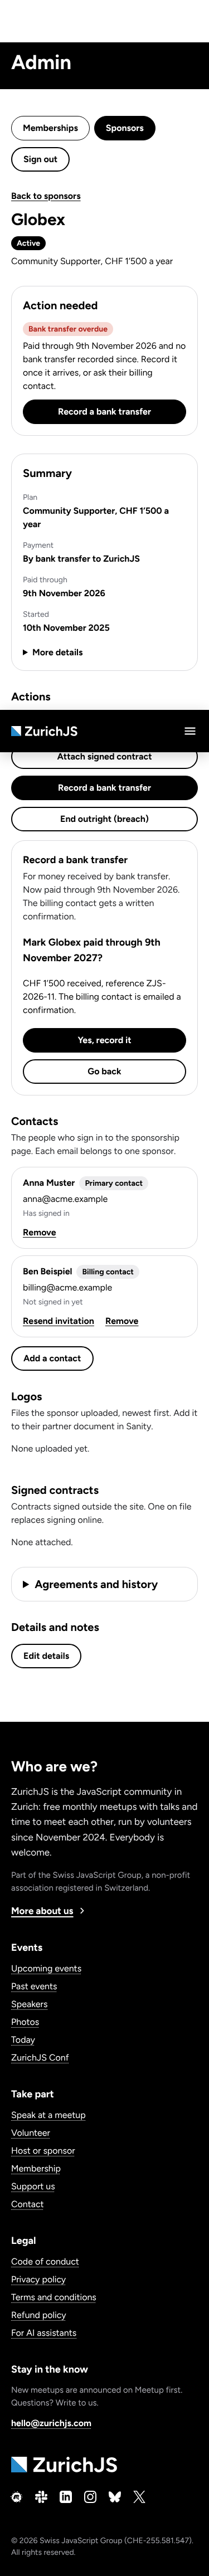 Admin
Memberships
Sponsors
Sign out
Back to sponsors
Globex
Active
Community Supporter, CHF 1'500 a year
Action needed
Bank transfer overdue
Paid through 9th November 2026 and no
bank transfer recorded since. Record it
once it arrives, or ask their billing
contact.
Record a bank transfer
Summary
Plan
Community Supporter, CHF 1'500 a
year
Payment
By bank transfer to ZurichJS
Paid through
9th November 2026
Started
10th November 2025
More details
Actions
ZurichJS
Attach signed contract
Record a bank transfer
End outright (breach)
Record a bank transfer
For money received by bank transfer.
Now paid through 9th November 2026.
The billing contact gets a written
confirmation.
Mark Globex paid through 9th
November 2027?
CHF 1'500 received, reference ZJS-
2026-11. The billing contact is emailed a
confirmation.
Yes, record it
Go back
Contacts
The people who sign in to the sponsorship
page. Each email belongs to one sponsor.
Anna Muster Primary contact
anna@acme.example
Has signed in
Remove
Ben Beispiel Billing contact
billing@acme.example
Not signed in yet
Resend invitation Remove
Add a contact
Logos
Files the sponsor uploaded, newest first. Add it
to their partner document in Sanity.
None uploaded yet.
Signed contracts
Contracts signed outside the site. One on file
replaces signing online.
None attached.
Agreements and history
Details and notes
Edit details
Who are we?
ZurichJS is the JavaScript community in
Zurich: free monthly meetups with talks and
time to meet each other, run by volunteers
since November 2024. Everybody is
welcome.
Part of the Swiss JavaScript Group, a non-profit
association registered in Switzerland.
More about us
Events
Upcoming events
Past events
Speakers
Photos
Today
ZurichJS Conf
Take part
Speak at a meetup
Volunteer
Host or sponsor
Membership
Support us
Contact
Legal
Code of conduct
Privacy policy
Terms and conditions
Refund policy
For AI assistants
Stay in the know
New meetups are announced on Meetup first.
Questions? Write to us.
hello@zurichjs.com
ZurichJS
© 2026 Swiss JavaScript Group (CHE-255.581.547).
All rights reserved.